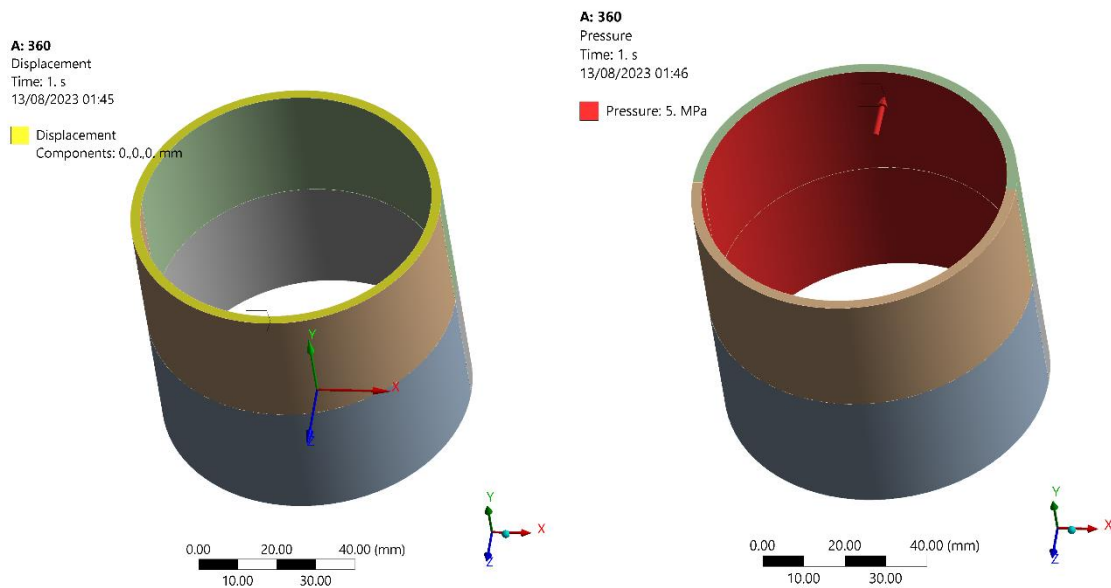 A: 360
Displacement
Time: 1. s
13/08/2023 01:45
Displacement
Components: 0.,0.,0. mm
Y
X
Z
Y
X
Z
0.00 20.00 40.00 (mm)
10.00 30.00
A: 360
Pressure
Time: 1. s
13/08/2023 01:46
Pressure: 5. MPa
Y
X
Z
0.00 20.00 40.00 (mm)
10.00 30.00